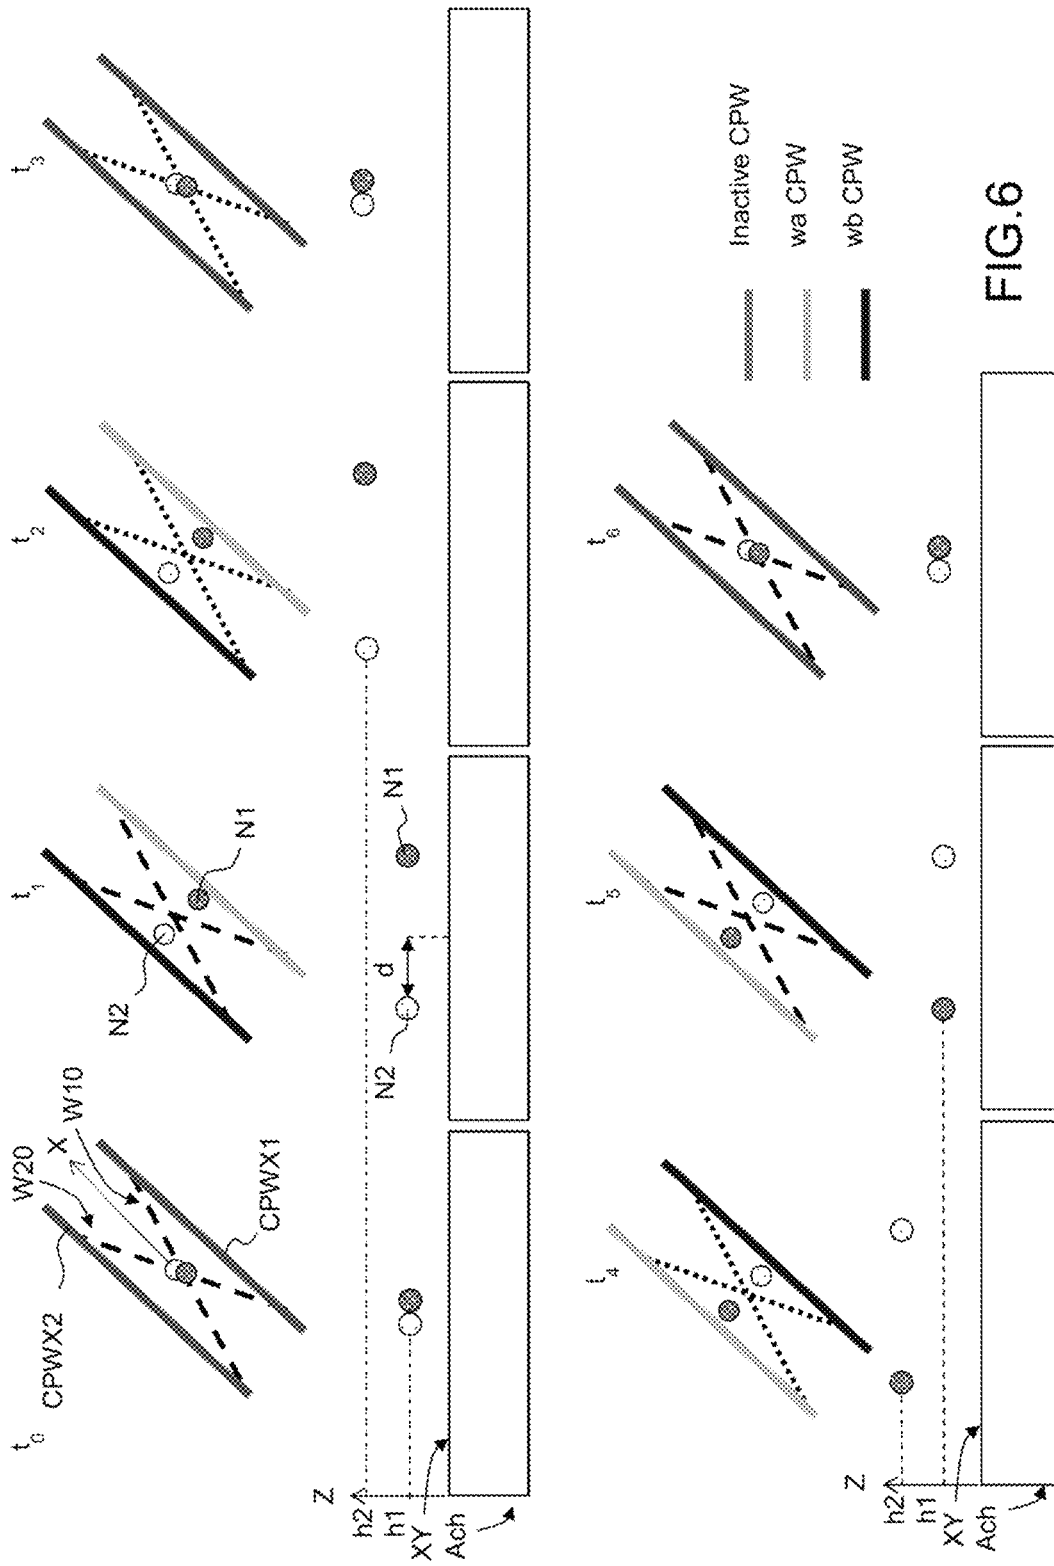 t0
t1
t2
t3
CPWX2
W20
X
W10
CPWX1
N2
N1
Z
h2
h1
XY
Ach
N2
d
N1
t4
t5
t6
Z
h2
h1
XY
Ach
Inactive CPW
wa CPW
wb CPW
FIG.6